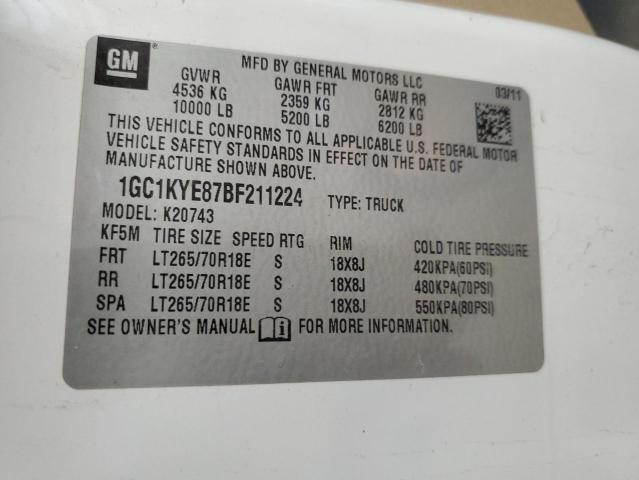 GM
MFD BY GENERAL MOTORS LLC
GVWR GAWR FRT GAWR RR 03/11
4536 KG 2359 KG 2812 KG
10000 LB 5200 LB 6200 LB
THIS VEHICLE CONFORMS TO ALL APPLICABLE U.S. FEDERAL MOTOR
VEHICLE SAFETY STANDARDS IN EFFECT ON THE DATE OF
MANUFACTURE SHOWN ABOVE.
1GC1KYE87BF211224 TYPE: TRUCK
MODEL: K20743
KF5M TIRE SIZE SPEED RTG RIM COLD TIRE PRESSURE
FRT LT265/70R18E S 18X8J 420KPA(60PSI)
RR LT265/70R18E S 18X8J 480KPA(70PSI)
SPA LT265/70R18E S 18X8J 550KPA(80PSI)
SEE OWNER'S MANUAL FOR MORE INFORMATION.